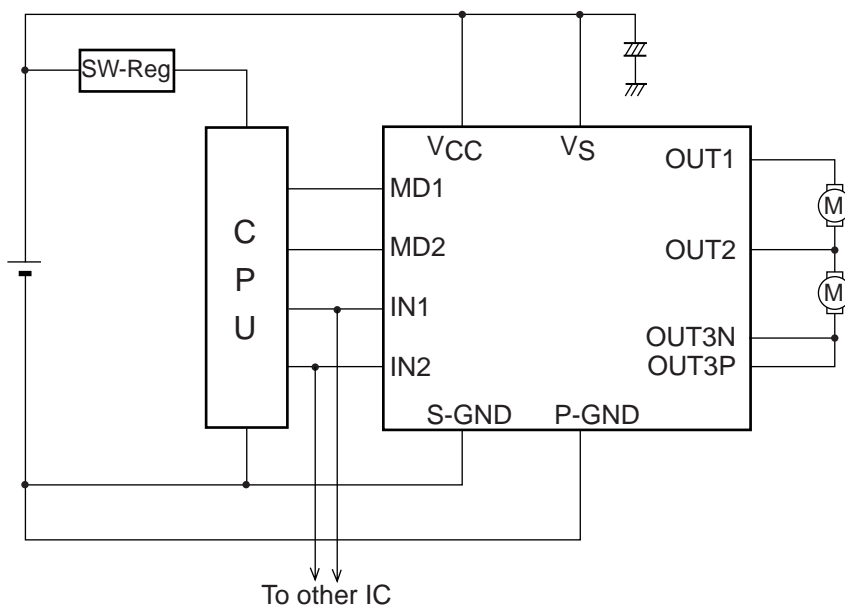 SW-Reg
VCC
VS
OUT1
MD1
M
C
P
U
MD2
OUT2
IN1
M
OUT3N
IN2
OUT3P
S-GND
P-GND
To other IC